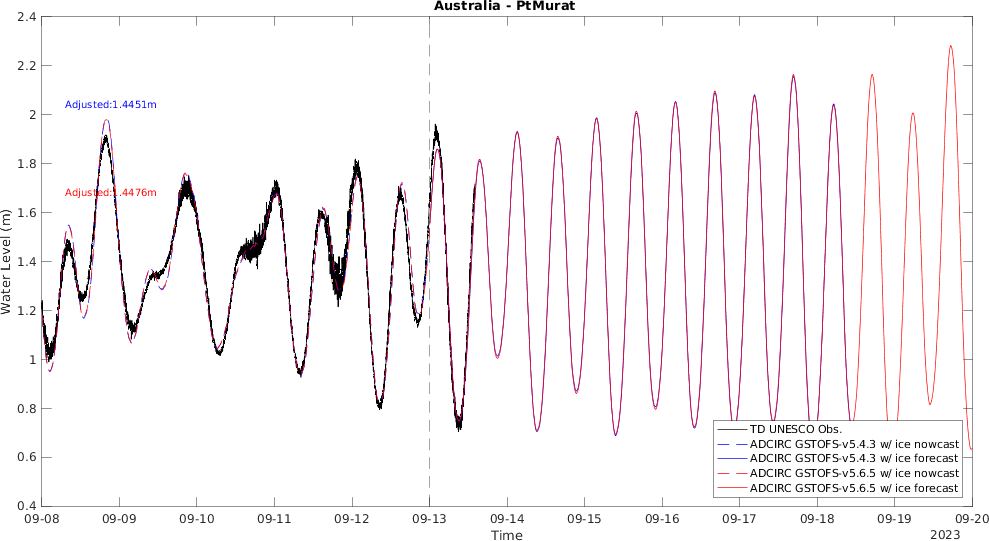 Australia - PtMurat
2.4
2.2
2
1.8
1.6
1.4
1.2
1
0.8
0.6
0.4
Water Level (m)
Adjusted:1.4451m
Adjusted:1.4476m
TD UNESCO Obs.
ADCIRC GSTOFS-v5.4.3 w/ ice nowcast
ADCIRC GSTOFS-v5.4.3 w/ ice forecast
ADCIRC GSTOFS-v5.6.5 w/ ice nowcast
ADCIRC GSTOFS-v5.6.5 w/ ice forecast
09-08 09-09 09-10 09-11 09-12 09-13 09-14 09-15 09-16 09-17 09-18 09-19 09-20
Time
2023